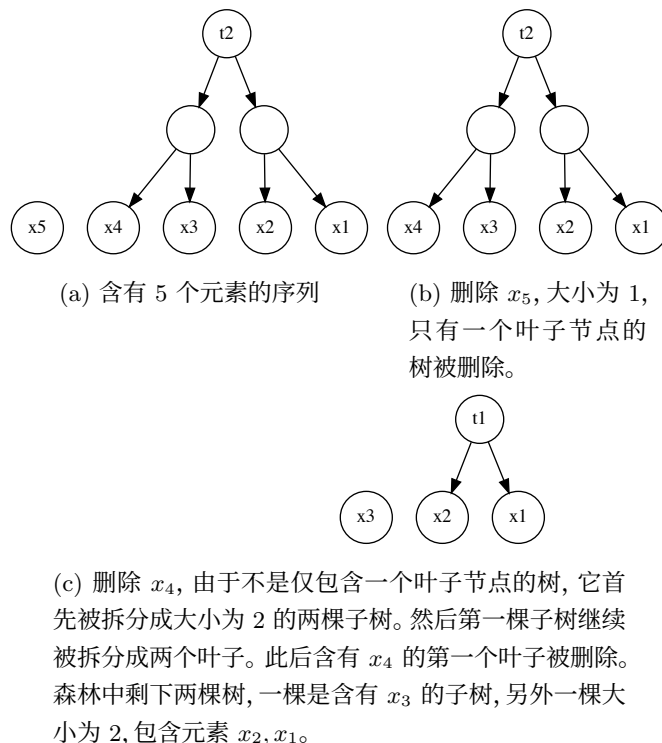 t2 t2
x5 x4 x3 x2 x1 x4 x3 x2 x1
(a) 含有 5 个元素的序列
(b) 删除 x₅, 大小为 1,
只有一个叶子节点的
树被删除。
t1
x3 x2 x1
(c) 删除 x₄, 由于不是仅包含一个叶子节点的树, 它首
先被拆分成大小为 2 的两棵子树。然后第一棵子树继续
被拆分成两个叶子。此后含有 x₄ 的第一个叶子被删除。
森林中剩下两棵树, 一棵是含有 x₃ 的子树, 另外一棵大
小为 2, 包含元素 x₂, x₁。